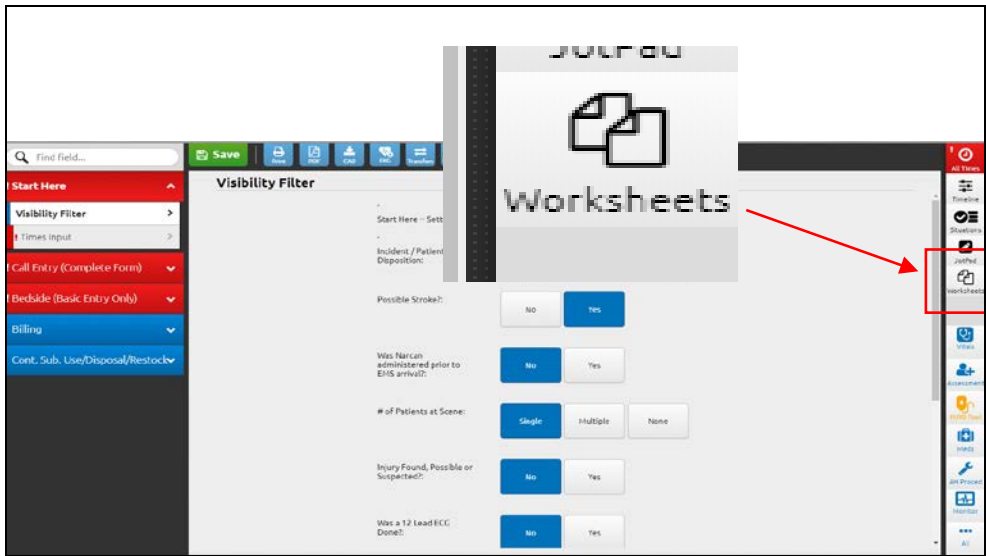 JotPad
Worksheets
Find field...
Save
Print
PDF
CAD
EKG
Transfers
! Start Here
Visibility Filter
! Times Input
! Call Entry (Complete Form)
! Bedside (Basic Entry Only)
Billing
Cont. Sub. Use/Disposal/Restock
Visibility Filter
-
Start Here - Sett
-
Incident / Patient
Disposition:
Possible Stroke?:
No
Yes
Was Narcan
administered prior to
EMS arrival?:
No
Yes
# of Patients at Scene:
Single
Multiple
None
Injury Found, Possible or
Suspected?:
No
Yes
Was a 12 Lead ECG
Done?:
No
Yes
!
All Times
Timeline
Situations
JotPad
Worksheets
Vitals
Assessment
Meds
Monitor
All